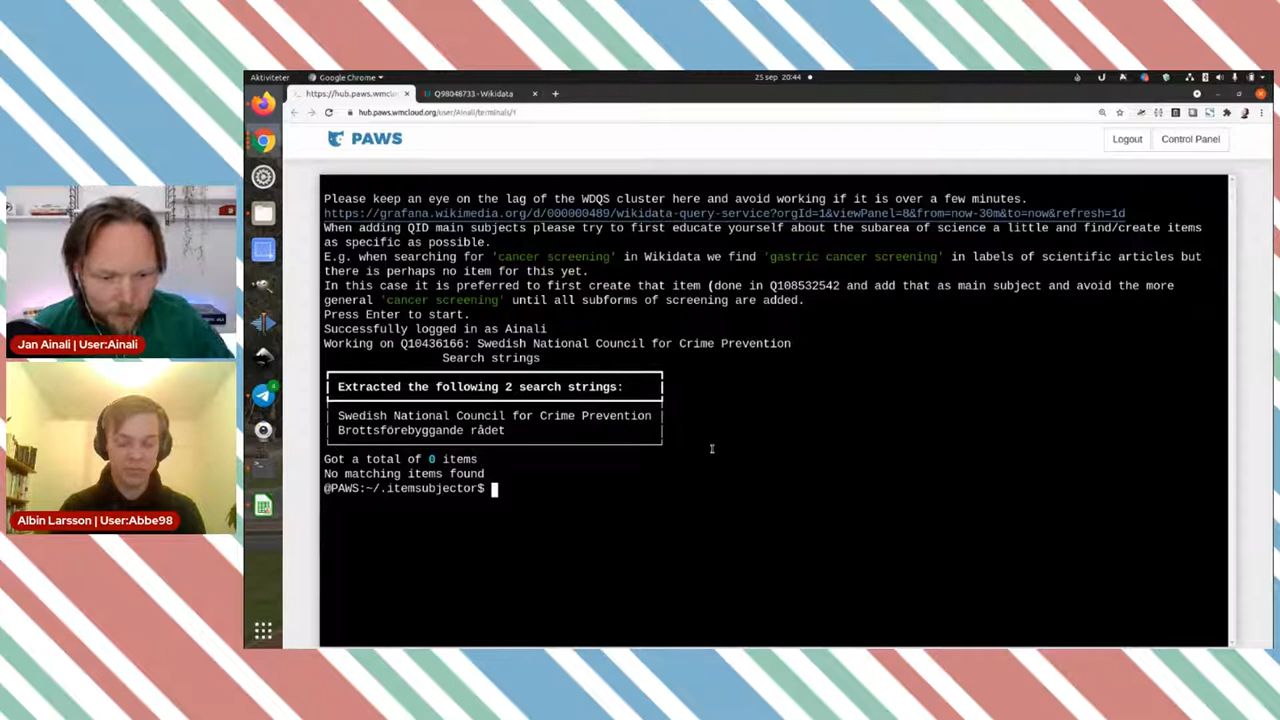 Aktiviteter
Google Chrome
25 sep 20:44
https://hub.paws.wmclou
Q98048733 - Wikidata
hub.paws.wmcloud.org/user/Ainali/terminals/1
PAWS
Logout
Control Panel
Please keep an eye on the lag of the WDQS cluster here and avoid working if it is over a few minutes.
https://grafana.wikimedia.org/d/000000489/wikidata-query-service?orgId=1&viewPanel=8&from=now-30m&to=now&refresh=1d
When adding QID main subjects please try to first educate yourself about the subarea of science a little and find/create items
as specific as possible.
E.g. when searching for 'cancer screening' in Wikidata we find 'gastric cancer screening' in labels of scientific articles but
there is perhaps no item for this yet.
In this case it is preferred to first create that item (done in Q108532542 and add that as main subject and avoid the more
general 'cancer screening' until all subforms of screening are added.
Press Enter to start.
Successfully logged in as Ainali
Working on Q10436166: Swedish National Council for Crime Prevention
Search strings
Extracted the following 2 search strings:
Swedish National Council for Crime Prevention
Brottsförebyggande rådet
Got a total of 0 items
No matching items found
@PAWS:~/.itemsubjector$
Jan Ainali | User:Ainali
Albin Larsson | User:Abbe98